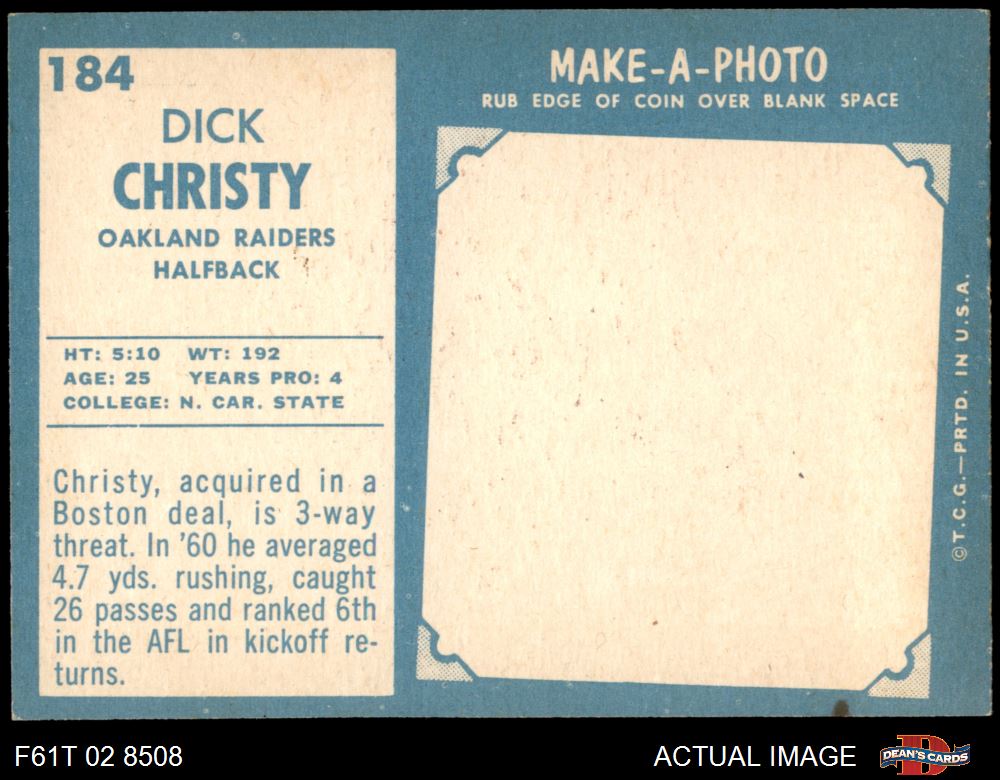 184
DICK
CHRISTY
OAKLAND RAIDERS
HALFBACK
HT: 5:10 WT: 192
AGE: 25 YEARS PRO: 4
COLLEGE: N. CAR. STATE
Christy, acquired in a
Boston deal, is 3-way
threat. In '60 he averaged
4.7 yds. rushing, caught
26 passes and ranked 6th
in the AFL in kickoff re-
turns.
MAKE-A-PHOTO
RUB EDGE OF COIN OVER BLANK SPACE
©T.C.G.—PRTD. IN U.S.A.
F61T 02 8508
ACTUAL IMAGE
D
DEAN'S CARDS